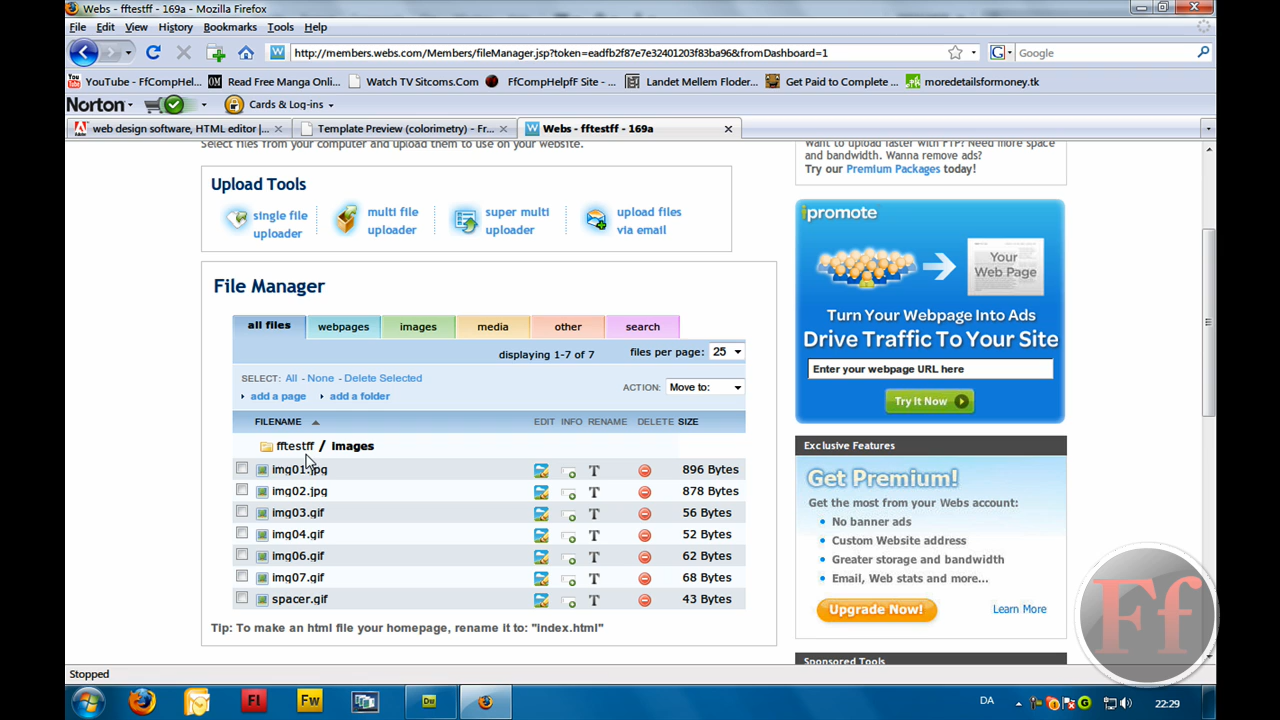 Webs - fftestff - 169a - Mozilla Firefox
File Edit View History Bookmarks Tools Help
http://members.webs.com/Members/fileManager.jsp?token=eadfb2f87e7e32401203f83ba96&fromDashboard=1
Google
YouTube - FfCompHel... Read Free Manga Onli... Watch TV Sitcoms.Com FfCompHelpff Site - ... Landet Mellem Floder... Get Paid to Complete ... moredetailsformoney.tk
Norton Cards & Log-ins
web design software, HTML editor |... Template Preview (colorimetry) - Fr... Webs - fftestff - 169a
Select files from your computer and upload them to use on your website.
Upload Tools
single file uploader
multi file uploader
super multi uploader
upload files via email
File Manager
all files webpages images media other search
displaying 1-7 of 7 files per page: 25
SELECT: All - None - Delete Selected
ACTION: Move to:
add a page add a folder
FILENAME EDIT INFO RENAME DELETE SIZE
fftestff / images
img01.jpg T 896 Bytes
img02.jpg T 878 Bytes
img03.gif T 56 Bytes
img04.gif T 52 Bytes
img06.gif T 62 Bytes
img07.gif T 68 Bytes
spacer.gif T 43 Bytes
Tip: To make an html file your homepage, rename it to: "index.html"
Want to upload faster with FTP? Need more space
and bandwidth. Wanna remove ads?
Try our Premium Packages today!
ipromote
Your
Web Page
Turn Your Webpage Into Ads
Drive Traffic To Your Site
Enter your webpage URL here
Try It Now
Exclusive Features
Get Premium!
Get the most from your Webs account:
No banner ads
Custom Website address
Greater storage and bandwidth
Email, Web stats and more...
Upgrade Now! Learn More
Sponsored Tools
Ff
Stopped
Fl Fw Dw DA 22:29